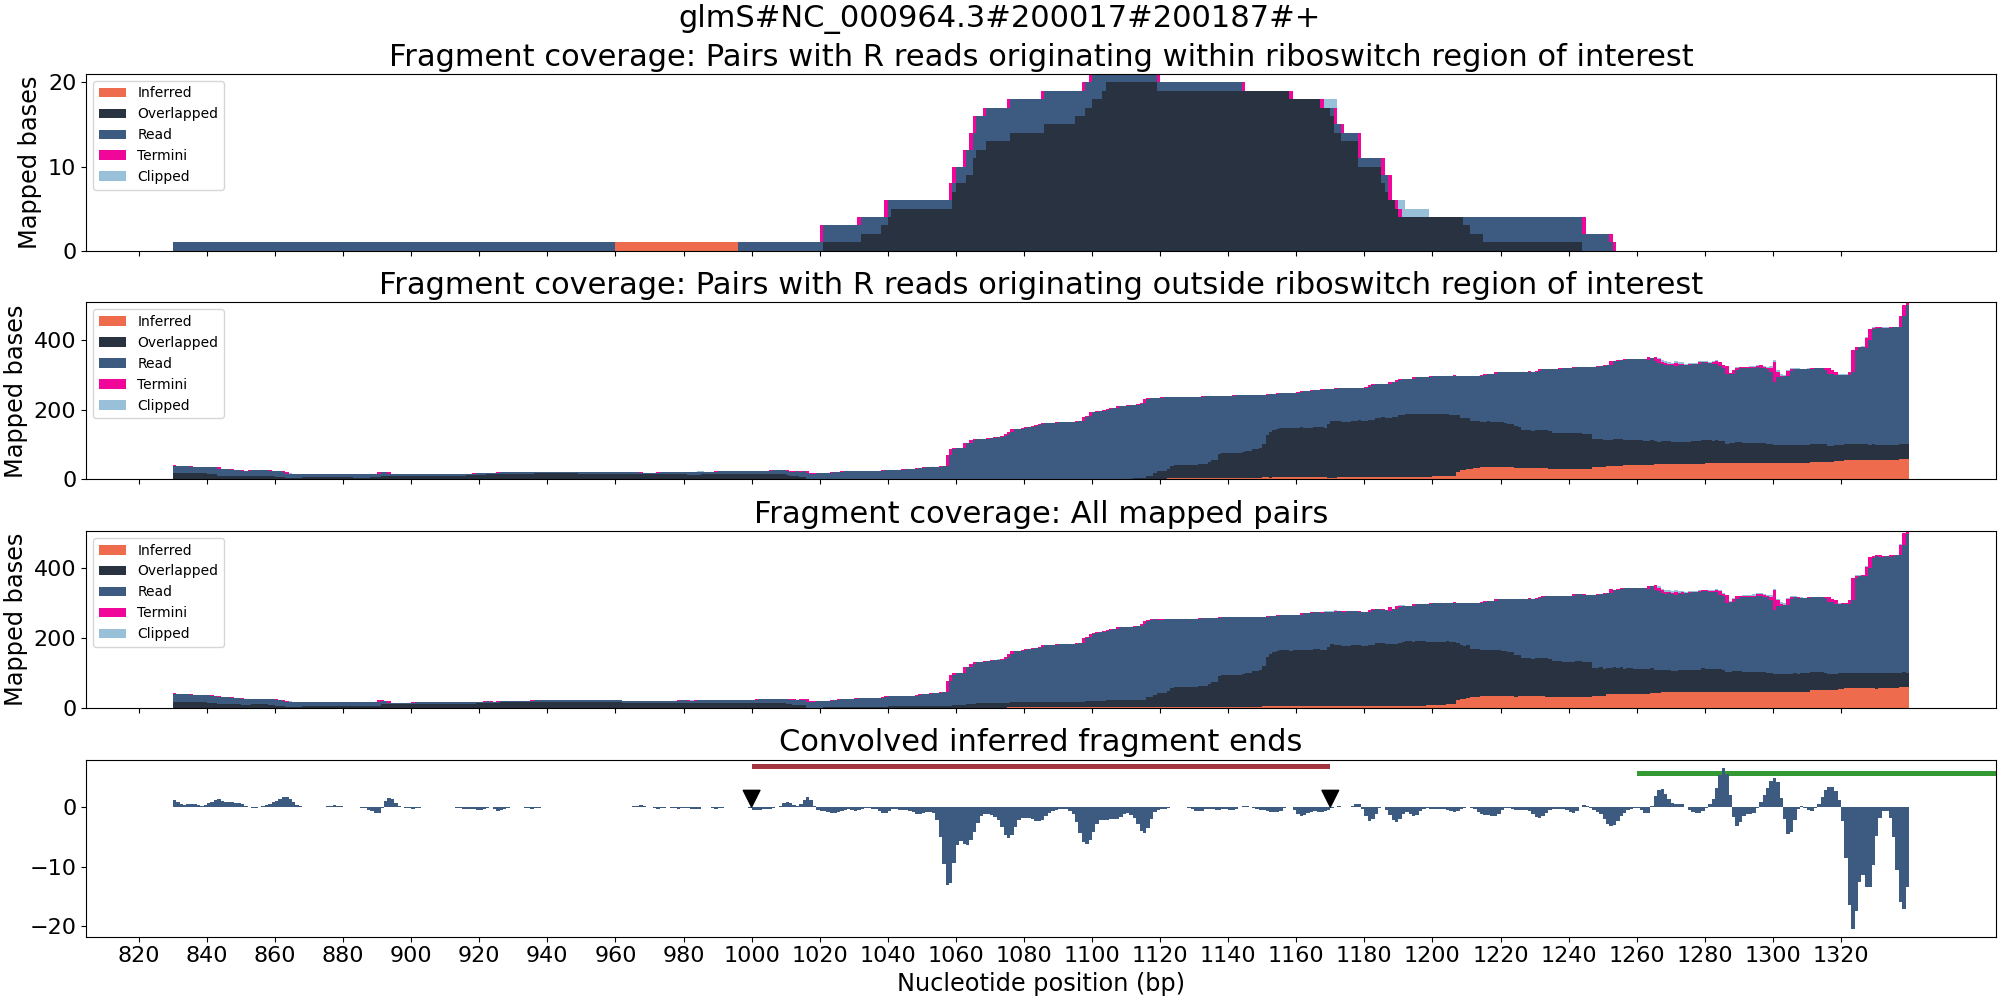 glmS#NC_000964.3#200017#200187#+
Fragment coverage: Pairs with R reads originating within riboswitch region of interest
Mapped bases
20
10
0
Inferred
Overlapped
Read
Termini
Clipped
Fragment coverage: Pairs with R reads originating outside riboswitch region of interest
Mapped bases
400
200
0
Inferred
Overlapped
Read
Termini
Clipped
Fragment coverage: All mapped pairs
Mapped bases
400
200
0
Inferred
Overlapped
Read
Termini
Clipped
Convolved inferred fragment ends
0
−10
−20
820 840 860 880 900 920 940 960 980 1000 1020 1040 1060 1080 1100 1120 1140 1160 1180 1200 1220 1240 1260 1280 1300 1320
Nucleotide position (bp)